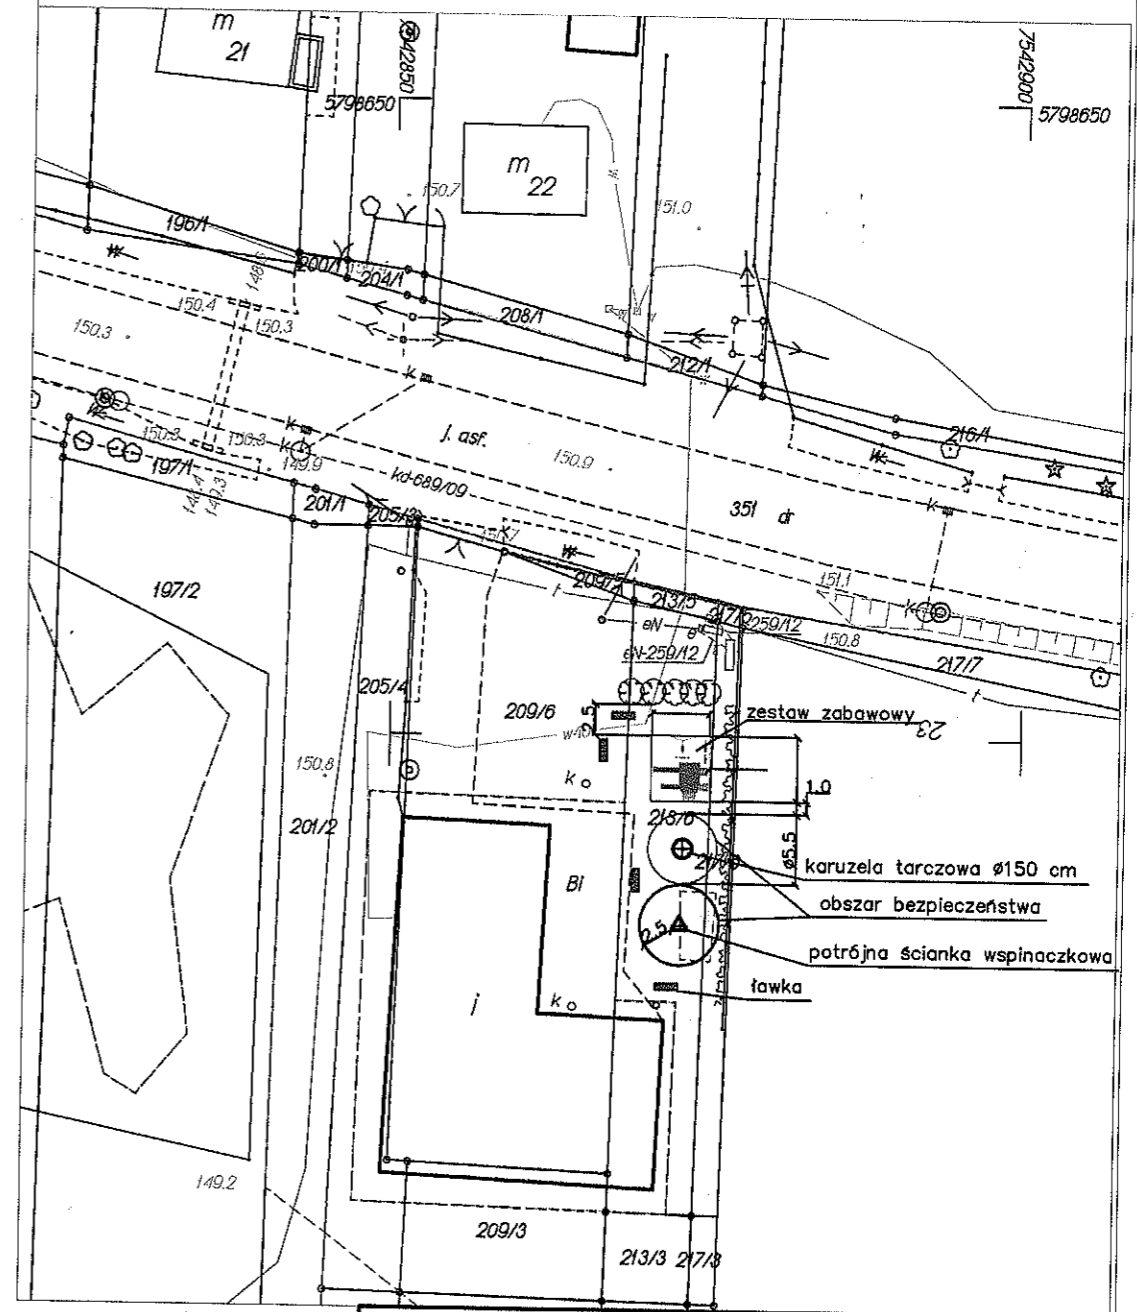 m
21
7542850
5798650
7542900
5798650
m
22
150.7
151.0
196/1
200/1
204/1
150.4
150.3
150.3
208/1
212/1
k
216/1
j. asf.
150.9
k
k
150.3
150.3
149.9
197/1
kd-689/09
351 dr
k
201/1
205/3
151.1
k
197/2
209/5
213/5
217/2
259/12
150.8
eN
e
eN-259/12
217/7
205/4
209/6
2.5
zestaw zabawowy
23
w40
150.8
k
1.0
201/2
213/6
ø5.5
karuzela tarczowa ø150 cm
BI
obszar bezpieczeństwa
2.5
potrójna ścianka wspinaczkowa
ławka
i
k
149.2
209/3
213/3
217/3